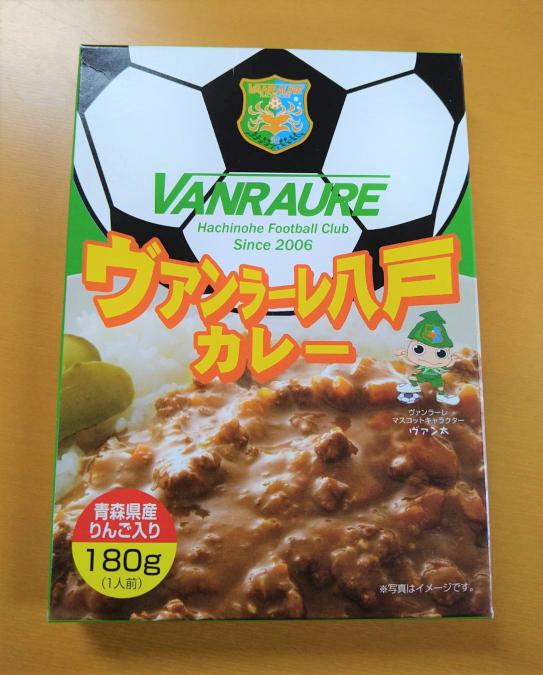 VANRAURE
VANRAURE
Hachinohe Football Club
Since 2006
ヴァンラーレ八戸
カレー
ヴァンラーレ
マスコットキャラクター
ヴァン太
青森県産
りんご入り
180g
(1人前)
※写真はイメージです。